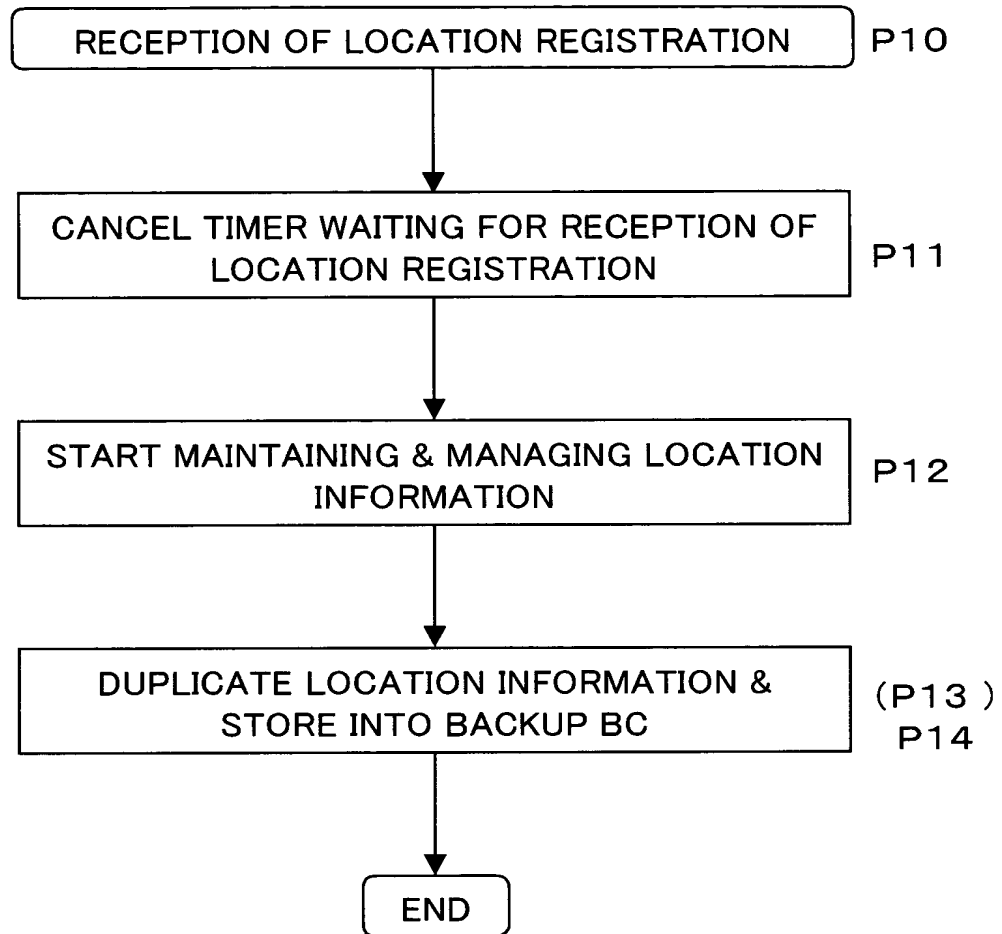 RECEPTION OF LOCATION REGISTRATION P10
CANCEL TIMER WAITING FOR RECEPTION OF
LOCATION REGISTRATION
P11
START MAINTAINING & MANAGING LOCATION
INFORMATION
P12
DUPLICATE LOCATION INFORMATION &
STORE INTO BACKUP BC
(P13 )
P14
END